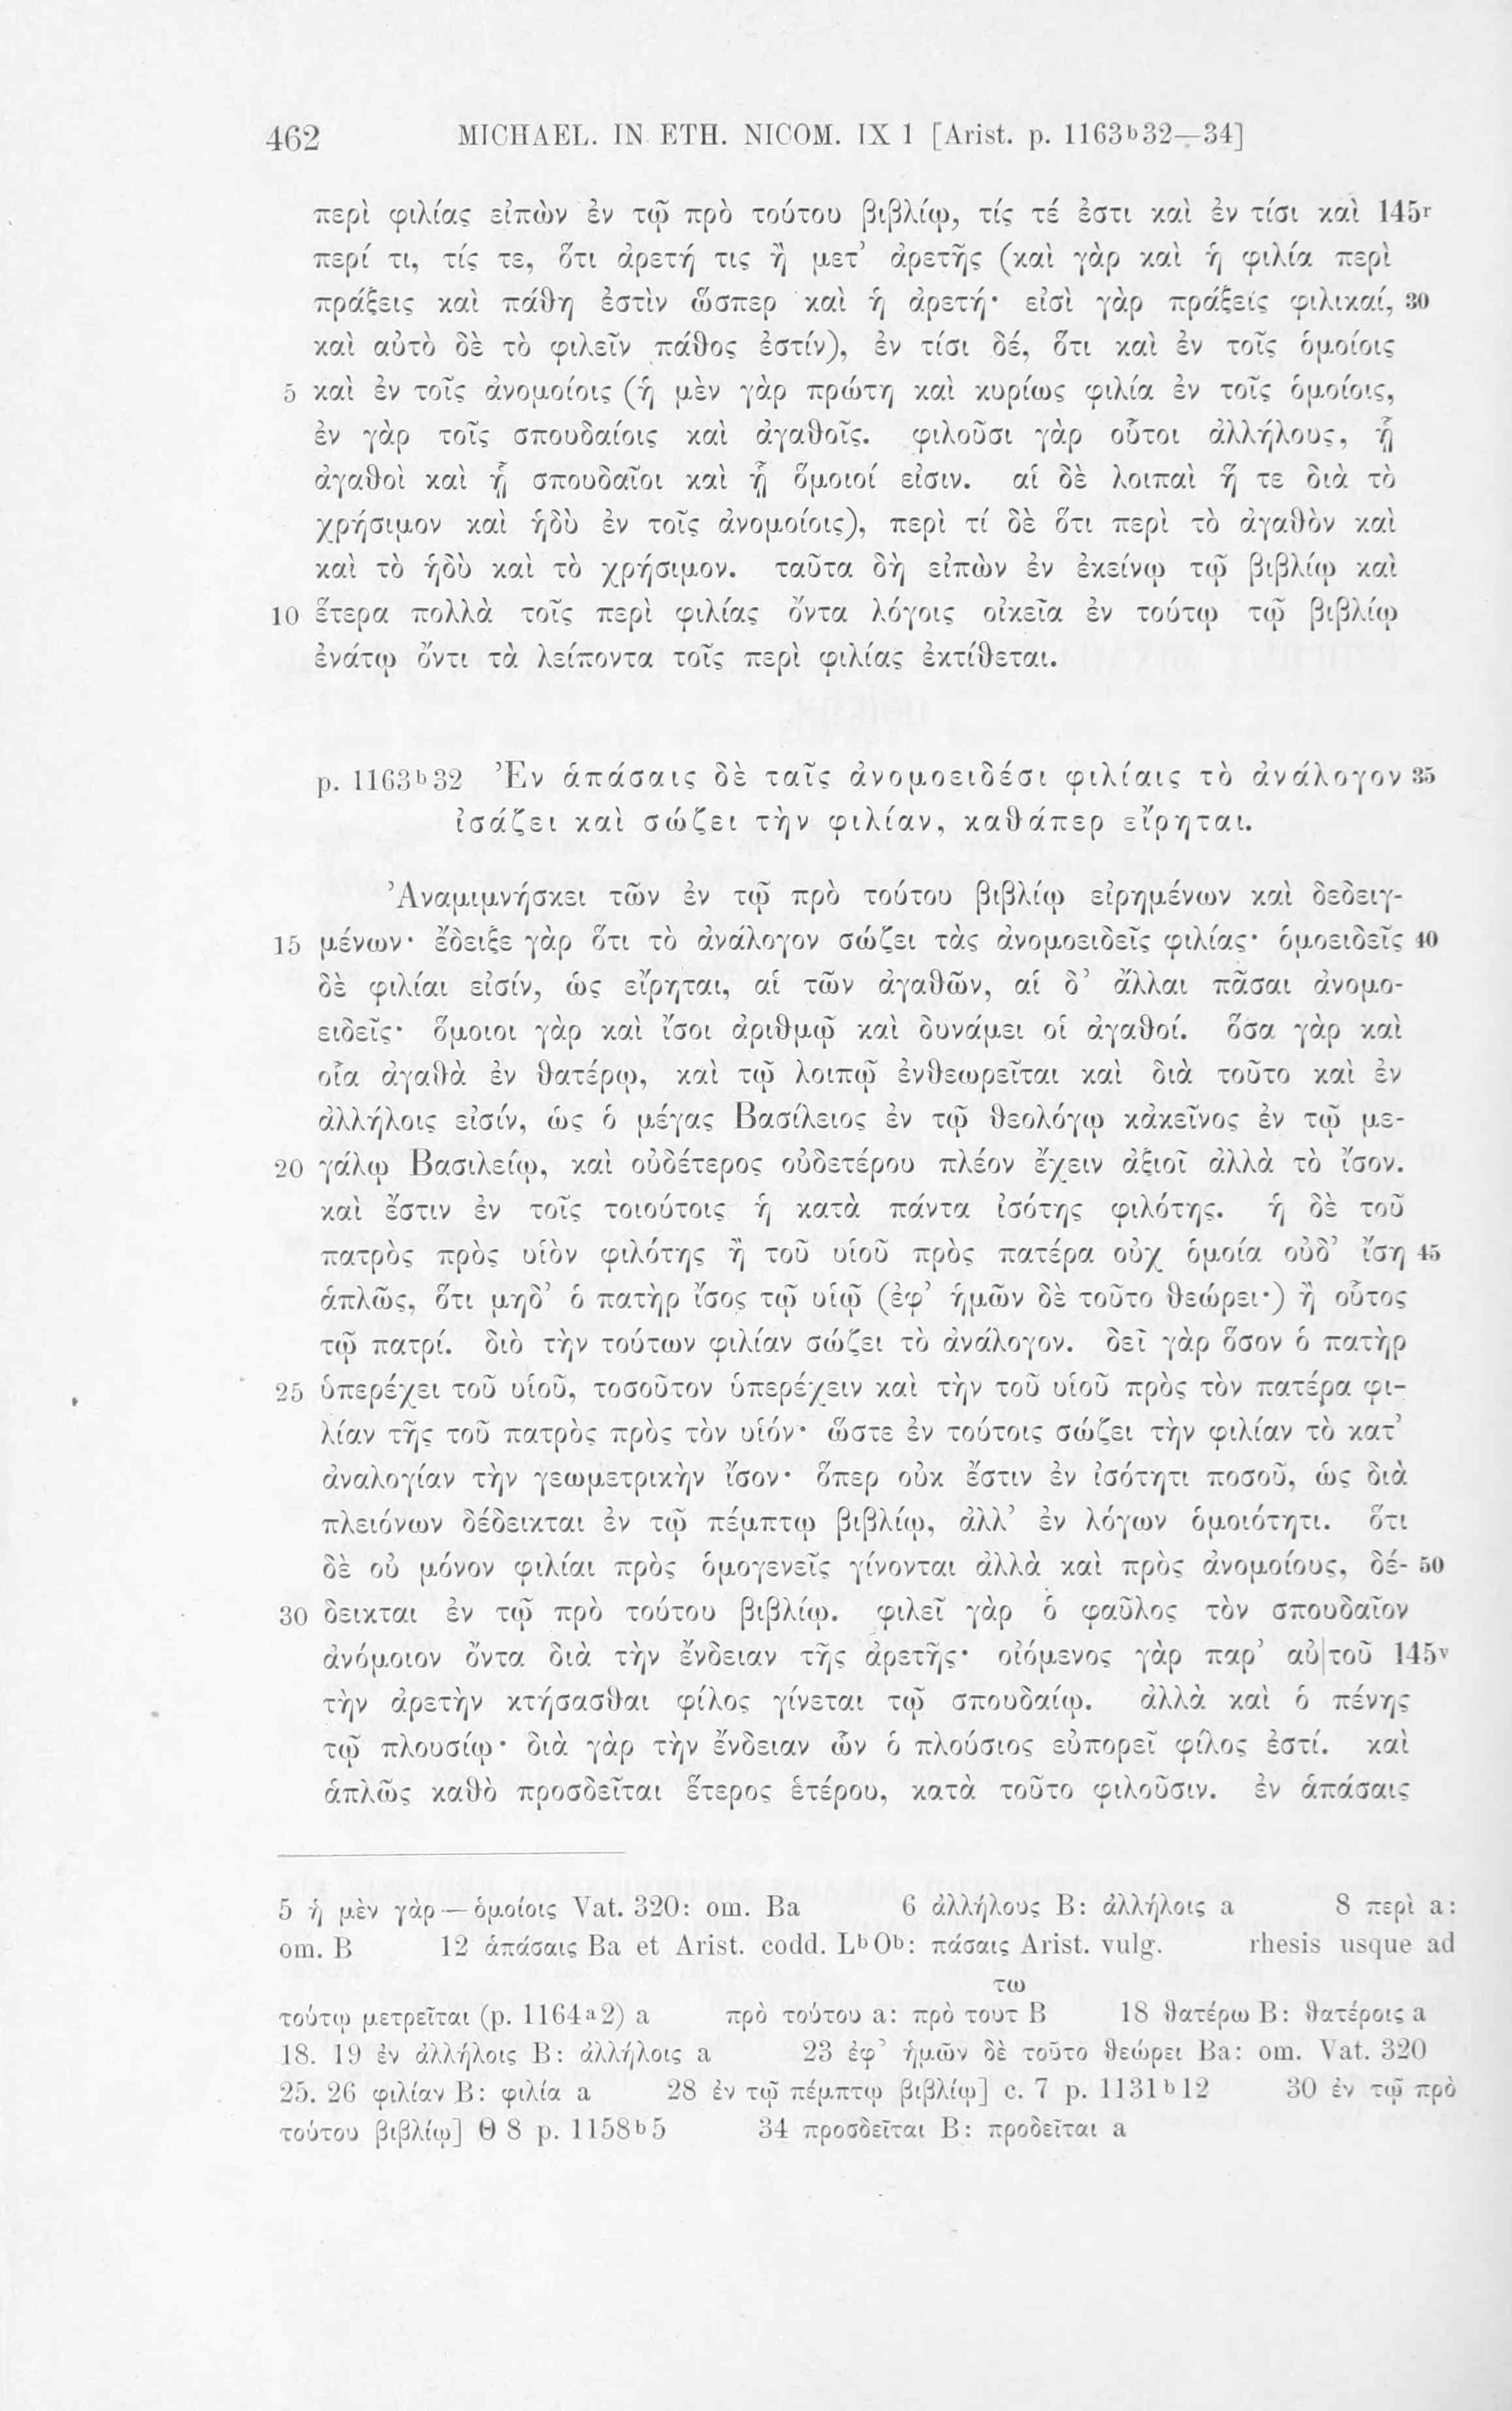 462 MICHAEL. IN ETH. NICOM. IX 1 [Arist. p. 1163b32—34]
περὶ φιλίας εἰπὼν ἐν τῷ πρὸ τούτου βιβλίῳ, τίς τέ ἐστι καὶ ἐν τίσι καὶ 145r
περί τι, τίς τε, ὅτι ἀρετή τις ἢ μετ’ ἀρετῆς (καὶ γὰρ καὶ ἡ φιλία περὶ
πράξεις καὶ πάθη ἐστὶν ὥσπερ καὶ ἡ ἀρετή· εἰσὶ γὰρ πράξεις φιλικαί, 30
καὶ αὐτὸ δὲ τὸ φιλεῖν πάθος ἐστίν), ἐν τίσι δέ, ὅτι καὶ ἐν τοῖς ὁμοίοις
5 καὶ ἐν τοῖς ἀνομοίοις (ἡ μὲν γὰρ πρώτη καὶ κυρίως φιλία ἐν τοῖς ὁμοίοις,
ἐν γὰρ τοῖς σπουδαίοις καὶ ἀγαθοῖς. φιλοῦσι γὰρ οὗτοι ἀλλήλους, ᾗ
ἀγαθοὶ καὶ ᾗ σπουδαῖοι καὶ ᾗ ὅμοιοί εἰσιν. αἱ δὲ λοιπαὶ ἥ τε διὰ τὸ
χρήσιμον καὶ ἡδὺ ἐν τοῖς ἀνομοίοις), περὶ τί δὲ ὅτι περὶ τὸ ἀγαθὸν καὶ
καὶ τὸ ἡδὺ καὶ τὸ χρήσιμον. ταῦτα δὴ εἰπὼν ἐν ἐκείνῳ τῷ βιβλίῳ καὶ
10 ἕτερα πολλὰ τοῖς περὶ φιλίας ὄντα λόγοις οἰκεῖα ἐν τούτῳ τῷ βιβλίῳ
ἐνάτῳ ὄντι τὰ λείποντα τοῖς περὶ φιλίας ἐκτίθεται.
p. 1163b32 Ἐν ἁπάσαις δὲ ταῖς ἀνομοειδέσι φιλίαις τὸ ἀνάλογον 35
ἰσάζει καὶ σώζει τὴν φιλίαν, καθάπερ εἴρηται.
Ἀναμιμνήσκει τῶν ἐν τῷ πρὸ τούτου βιβλίῳ εἰρημένων καὶ δεδειγ-
15 μένων· ἔδειξε γὰρ ὅτι τὸ ἀνάλογον σώζει τὰς ἀνομοειδεῖς φιλίας· ὁμοειδεῖς 40
δὲ φιλίαι εἰσίν, ὡς εἴρηται, αἱ τῶν ἀγαθῶν, αἱ δ’ ἄλλαι πᾶσαι ἀνομο-
ειδεῖς· ὅμοιοι γὰρ καὶ ἴσοι ἀριθμῷ καὶ δυνάμει οἱ ἀγαθοί. ὅσα γὰρ καὶ
οἷα ἀγαθὰ ἐν θατέρῳ, καὶ τῷ λοιπῷ ἐνθεωρεῖται καὶ διὰ τοῦτο καὶ ἐν
ἀλλήλοις εἰσίν, ὡς ὁ μέγας Βασίλειος ἐν τῷ θεολόγῳ κἀκεῖνος ἐν τῷ με-
20 γάλῳ Βασιλείῳ, καὶ οὐδέτερος οὐδετέρου πλέον ἔχειν ἀξιοῖ ἀλλὰ τὸ ἴσον.
καὶ ἔστιν ἐν τοῖς τοιούτοις ἡ κατὰ πάντα ἰσότης φιλότης. ἡ δὲ τοῦ
πατρὸς πρὸς υἱὸν φιλότης ἢ τοῦ υἱοῦ πρὸς πατέρα οὐχ ὁμοία οὐδ’ ἴση 45
ἁπλῶς, ὅτι μηδ’ ὁ πατὴρ ἴσος τῷ υἱῷ (ἐφ’ ἡμῶν δὲ τοῦτο θεώρει·) ἢ οὗτος
τῷ πατρί. διὸ τὴν τούτων φιλίαν σώζει τὸ ἀνάλογον. δεῖ γὰρ ὅσον ὁ πατὴρ
25 ὑπερέχει τοῦ υἱοῦ, τοσοῦτον ὑπερέχειν καὶ τὴν τοῦ υἱοῦ πρὸς τὸν πατέρα φι-
λίαν τῆς τοῦ πατρὸς πρὸς τὸν υἱόν· ὥστε ἐν τούτοις σώζει τὴν φιλίαν τὸ κατ’
ἀναλογίαν τὴν γεωμετρικὴν ἴσον· ὅπερ οὐκ ἔστιν ἐν ἰσότητι ποσοῦ, ὡς διὰ
πλειόνων δέδεικται ἐν τῷ πέμπτῳ βιβλίῳ, ἀλλ’ ἐν λόγων ὁμοιότητι. ὅτι
δὲ οὐ μόνον φιλίαι πρὸς ὁμογενεῖς γίνονται ἀλλὰ καὶ πρὸς ἀνομοίους, δέ- 50
30 δεικται ἐν τῷ πρὸ τούτου βιβλίῳ. φιλεῖ γὰρ ὁ φαῦλος τὸν σπουδαῖον
ἀνόμοιον ὄντα διὰ τὴν ἔνδειαν τῆς ἀρετῆς· οἰόμενος γὰρ παρ’ αὐ|τοῦ 145v
τὴν ἀρετὴν κτήσασθαι φίλος γίνεται τῷ σπουδαίῳ. ἀλλὰ καὶ ὁ πένης
τῷ πλουσίῳ· διὰ γὰρ τὴν ἔνδειαν ὧν ὁ πλούσιος εὐπορεῖ φίλος ἐστί. καὶ
ἁπλῶς καθὸ προσδεῖται ἕτερος ἑτέρου, κατὰ τοῦτο φιλοῦσιν. ἐν ἁπάσαις
5 ἡ μὲν γὰρ — ὁμοίοις Vat. 320: om. Ba 6 ἀλλήλους B: ἀλλήλοις a 8 περὶ a:
om. B 12 ἁπάσαις Ba et Arist. codd. LbOb: πάσαις Arist. vulg. rhesis usque ad
τω
τούτῳ μετρεῖται (p. 1164a2) a πρὸ τούτου a: πρὸ τουτ B 18 θατέρω B: θατέροις a
18. 19 ἐν ἀλλήλοις B: ἀλλήλοις a 23 ἐφ’ ἡμῶν δὲ τοῦτο θεώρει Ba: om. Vat. 320
25. 26 φιλίαν B: φιλία a 28 ἐν τῷ πέμπτῳ βιβλίῳ] c. 7 p. 1131b12 30 ἐν τῷ πρὸ
τούτου βιβλίῳ] Θ 8 p. 1158b5 34 προσδεῖται B: προδεῖται a